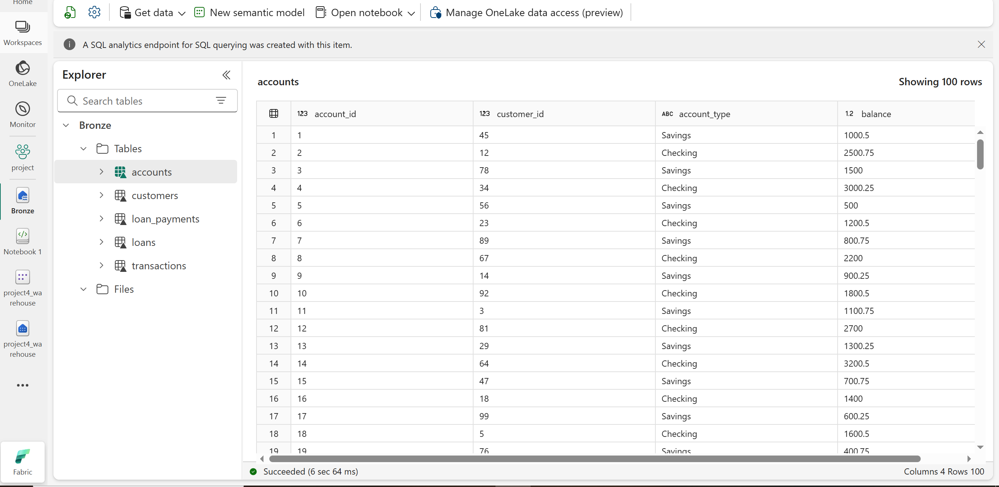 Home
Workspaces
OneLake
Monitor
project
Bronze
Notebook 1
project4_wa
rehouse
project4_wa
rehouse
Fabric
Get data New semantic model Open notebook Manage OneLake data access (preview)
A SQL analytics endpoint for SQL querying was created with this item.
Explorer
Search tables
Bronze
Tables
accounts
customers
loan_payments
loans
transactions
Files
accounts Showing 100 rows
123 account_id 123 customer_id ABC account_type 1.2 balance
1 1 45 Savings 1000.5
2 2 12 Checking 2500.75
3 3 78 Savings 1500
4 4 34 Checking 3000.25
5 5 56 Savings 500
6 6 23 Checking 1200.5
7 7 89 Savings 800.75
8 8 67 Checking 2200
9 9 14 Savings 900.25
10 10 92 Checking 1800.5
11 11 3 Savings 1100.75
12 12 81 Checking 2700
13 13 29 Savings 1300.25
14 14 64 Checking 3200.5
15 15 47 Savings 700.75
16 16 18 Checking 1400
17 17 99 Savings 600.25
18 18 5 Checking 1600.5
19 19 76 Savings 400.75
Succeeded (6 sec 64 ms) Columns 4 Rows 100